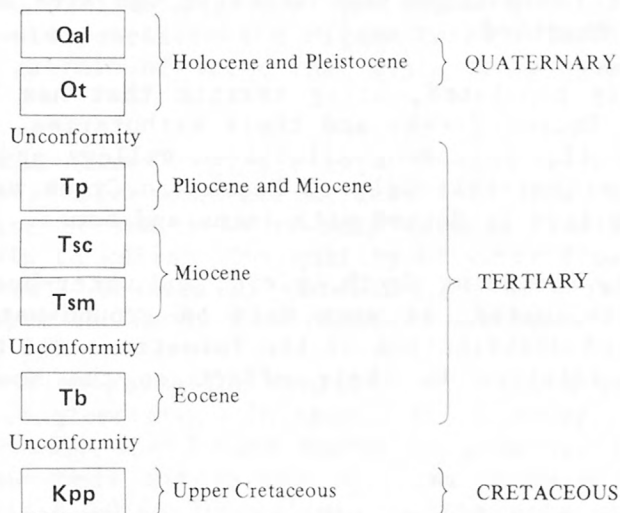 Qal
Holocene and Pleistocene QUATERNARY
Qt
Unconformity
Tp Pliocene and Miocene
Tsc
Miocene TERTIARY
Tsm
Unconformity
Tb Eocene
Unconformity
Kpp Upper Cretaceous CRETACEOUS